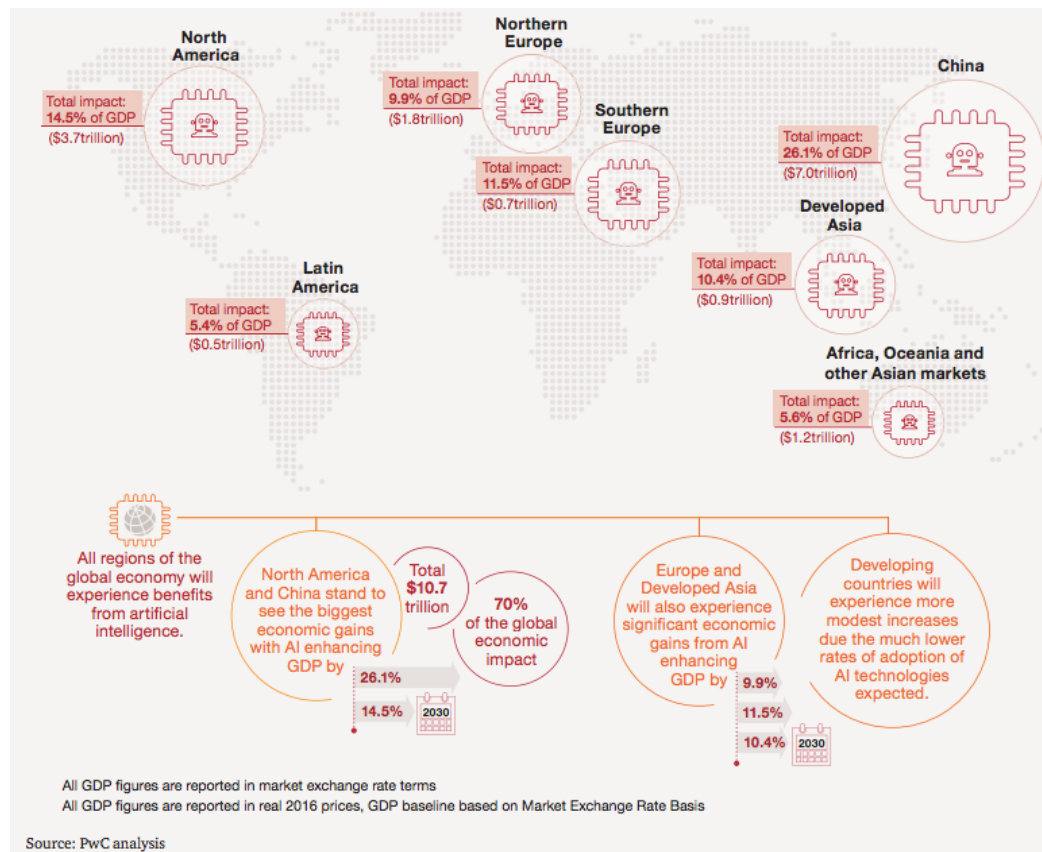 North
America
Total impact:
14.5% of GDP
($3.7trillion)
Northern
Europe
Total impact:
9.9% of GDP
($1.8trillion)
Southern
Europe
Total impact:
11.5% of GDP
($0.7trillion)
China
Total impact:
26.1% of GDP
($7.0trillion)
Developed
Asia
Total impact:
10.4% of GDP
($0.9trillion)
Latin
America
Total impact:
5.4% of GDP
($0.5trillion)
Africa, Oceania and
other Asian markets
Total impact:
5.6% of GDP
($1.2trillion)
All regions of the
global economy will
experience benefits
from artificial
intelligence.
North America
and China stand to
see the biggest
economic gains
with AI enhancing
GDP by
26.1%
14.5%
2030
Total
$10.7
trillion
70%
of the global
economic
impact
Europe and
Developed Asia
will also experience
significant economic
gains from AI
enhancing
GDP by
9.9%
11.5%
10.4%
2030
Developing
countries will
experience more
modest increases
due the much lower
rates of adoption of
AI technologies
expected.
All GDP figures are reported in market exchange rate terms
All GDP figures are reported in real 2016 prices, GDP baseline based on Market Exchange Rate Basis
Source: PwC analysis